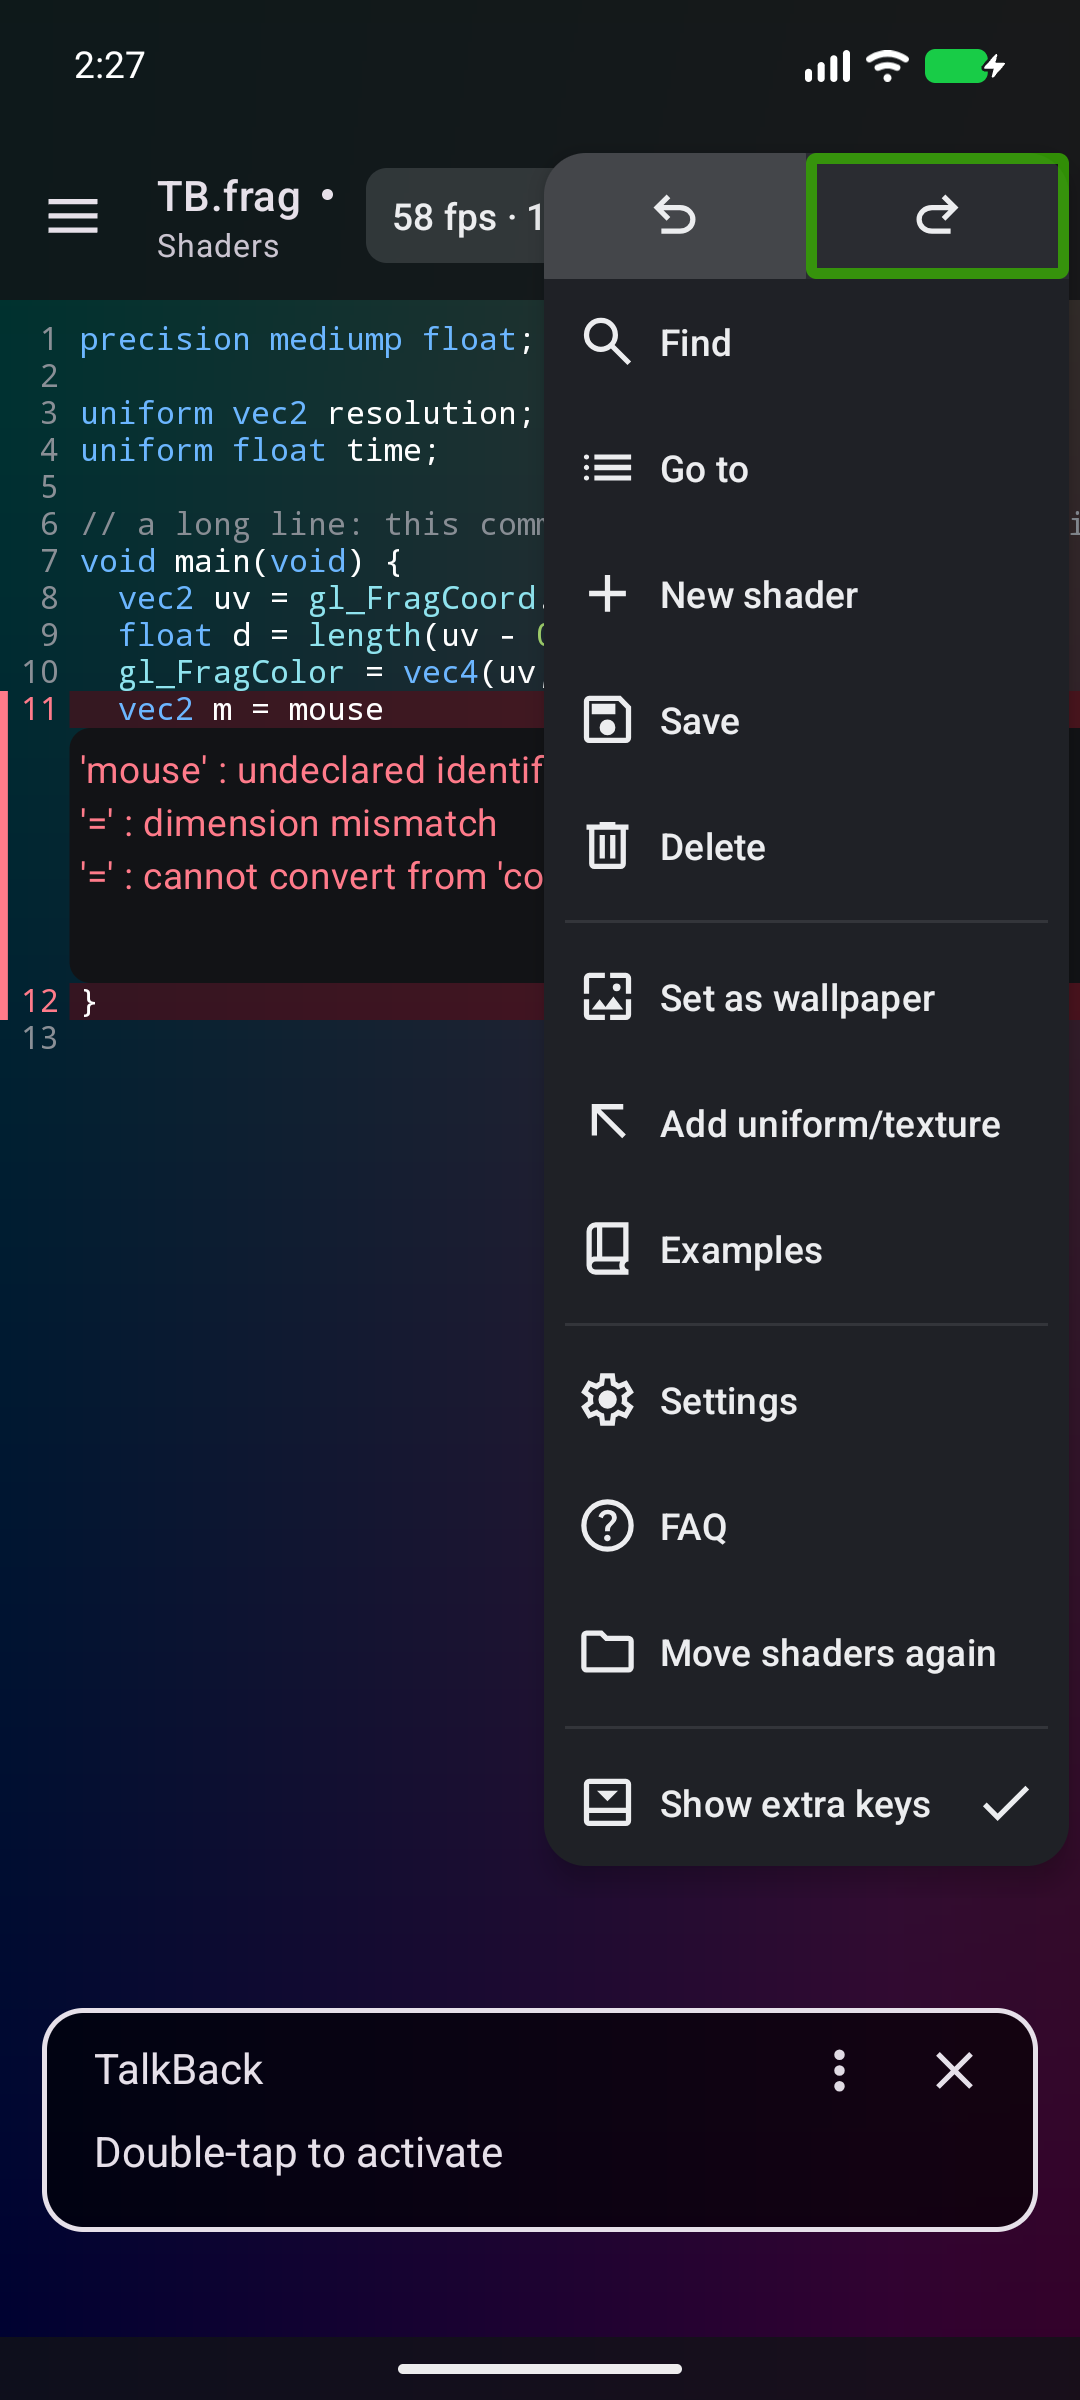 2:27
TB.frag •
Shaders
58 fps · 1
1 precision mediump float;
2
3 uniform vec2 resolution;
4 uniform float time;
5
6 // a long line: this com
7 void main(void) {
8 vec2 uv = gl_FragCoord.
9 float d = length(uv -
10 gl_FragColor = vec4(uv,
11 vec2 m = mouse
'mouse' : undeclared identif
'=' : dimension mismatch
'=' : cannot convert from 'co
12 }
13
Find
Go to
New shader
Save
Delete
Set as wallpaper
Add uniform/texture
Examples
Settings
FAQ
Move shaders again
Show extra keys
TalkBack
Double-tap to activate